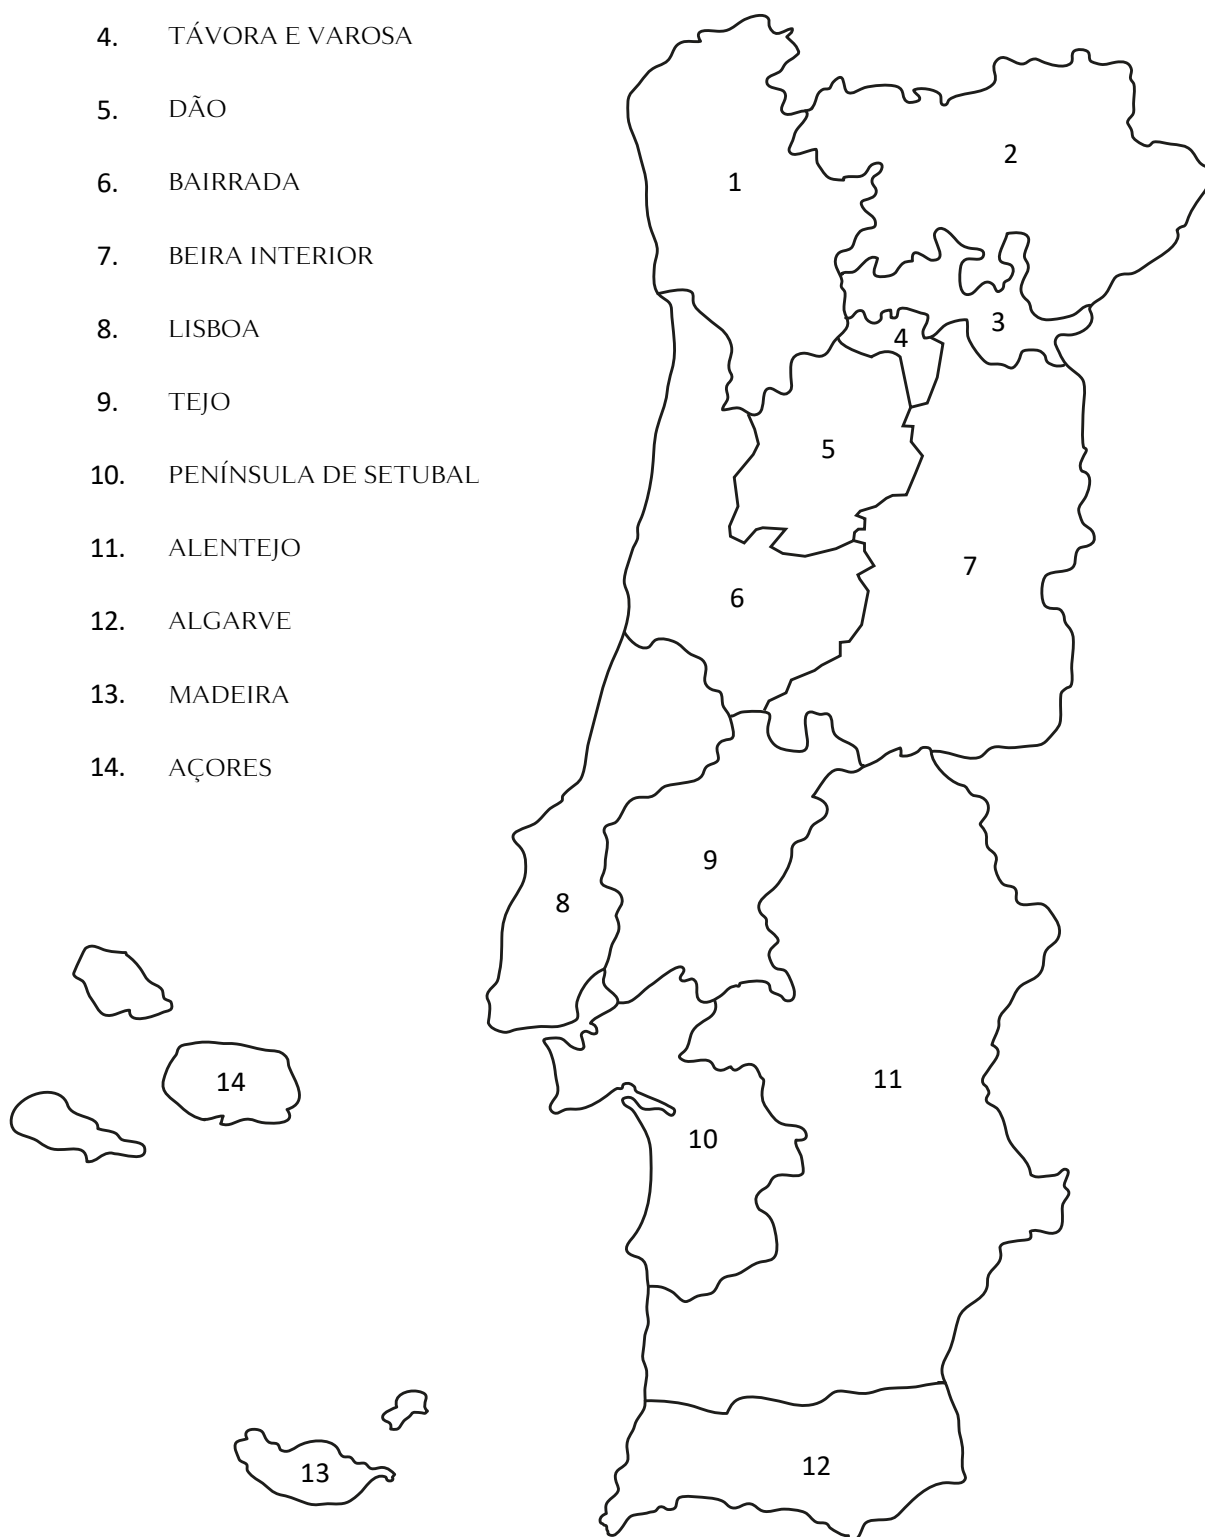 4. TÁVORA E VAROSA
5. DÃO
6. BAIRRADA
7. BEIRA INTERIOR
8. LISBOA
9. TEJO
10. PENÍNSULA DE SETUBAL
11. ALENTEJO
12. ALGARVE
13. MADEIRA
14. AÇORES
1
2
3
4
5
6
7
8
9
10
11
12
13
14